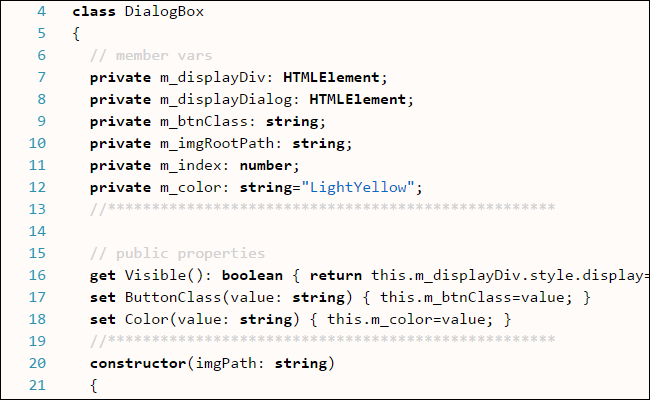 4 class DialogBox
5 {
6 // member vars
7 private m_displayDiv: HTMLElement;
8 private m_displayDialog: HTMLElement;
9 private m_btnClass: string;
10 private m_imgRootPath: string;
11 private m_index: number;
12 private m_color: string="LightYellow";
13 //***************************************************
14
15 // public properties
16 get Visible(): boolean { return this.m_displayDiv.style.display=
17 set ButtonClass(value: string) { this.m_btnClass=value; }
18 set Color(value: string) { this.m_color=value; }
19 //***************************************************
20 constructor(imgPath: string)
21 {